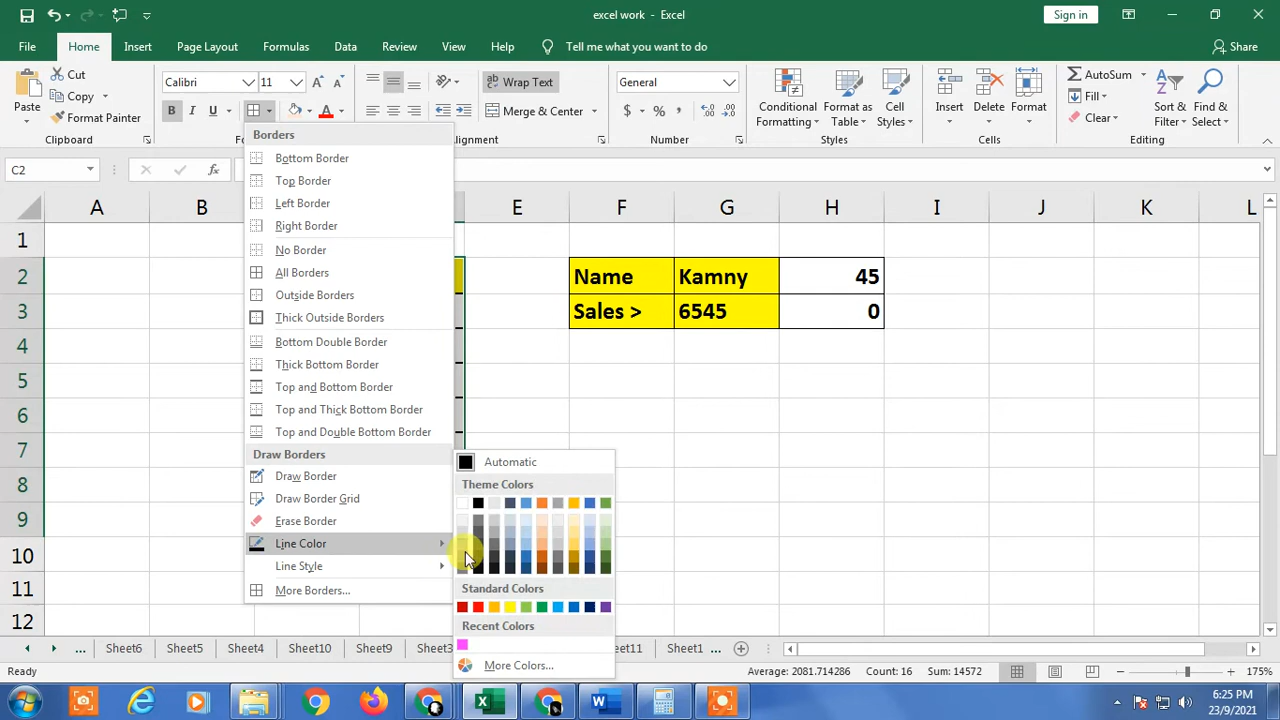 excel work - Excel
Sign in
File Home Insert Page Layout Formulas Data Review View Help Tell me what you want to do Share
Paste
Cut
Copy
Format Painter
Clipboard
Calibri 11
B I U
Wrap Text
Merge & Center
General
$ % ,
Number
Conditional Formatting
Format as Table
Cell Styles
Styles
Insert
Delete
Format
AutoSum
Fill
Clear
Sort & Filter
Find & Select
Editing
C2
fx
A B E F G H I J K L
1
2 Name Kamny 45
3 Sales > 6545 0
4
5
6
7
8
9
10
11
12
Borders
Bottom Border
Top Border
Left Border
Right Border
No Border
All Borders
Outside Borders
Thick Outside Borders
Bottom Double Border
Thick Bottom Border
Top and Bottom Border
Top and Thick Bottom Border
Top and Double Bottom Border
Draw Borders
Draw Border
Draw Border Grid
Erase Border
Line Color
Line Style
More Borders...
Automatic
Theme Colors
Standard Colors
Recent Colors
More Colors...
... Sheet6 Sheet5 Sheet4 Sheet10 Sheet9 Sheet1 ...
Ready
Average: 2081.714286 Count: 16 Sum: 14572
175%
6:25 PM
23/9/2021